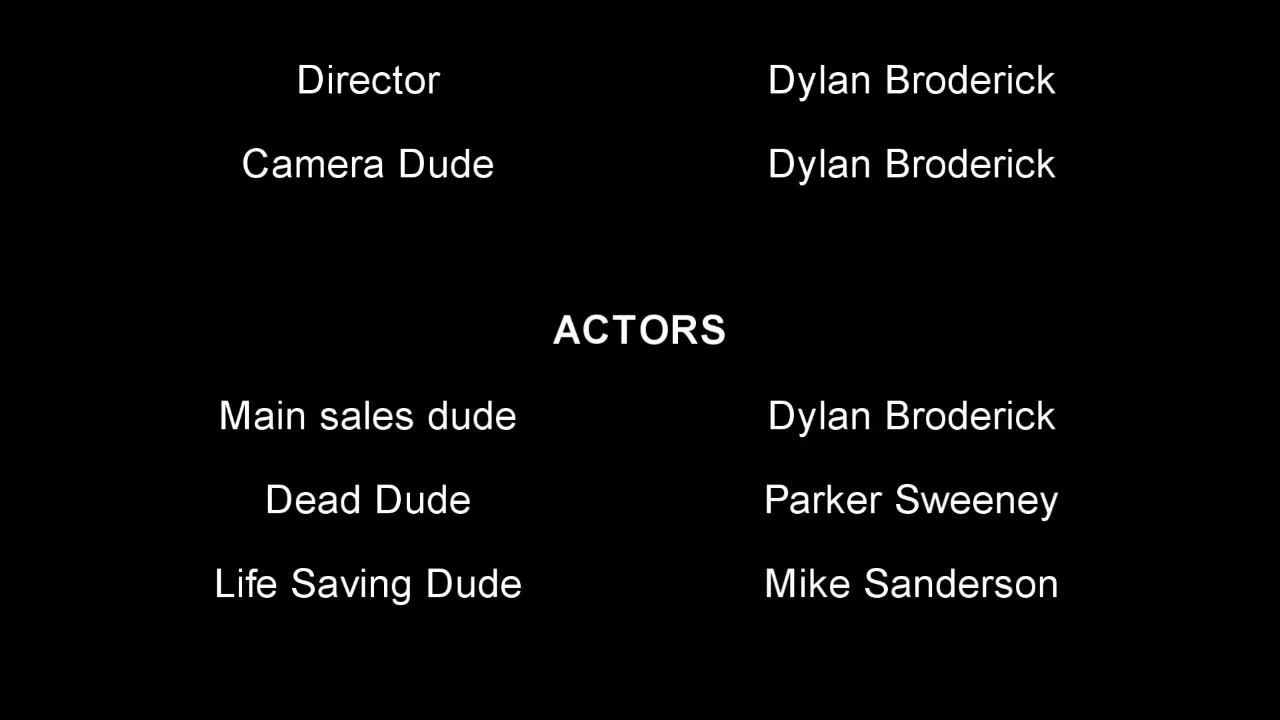 Director Dylan Broderick
Camera Dude Dylan Broderick
ACTORS
Main sales dude Dylan Broderick
Dead Dude Parker Sweeney
Life Saving Dude Mike Sanderson